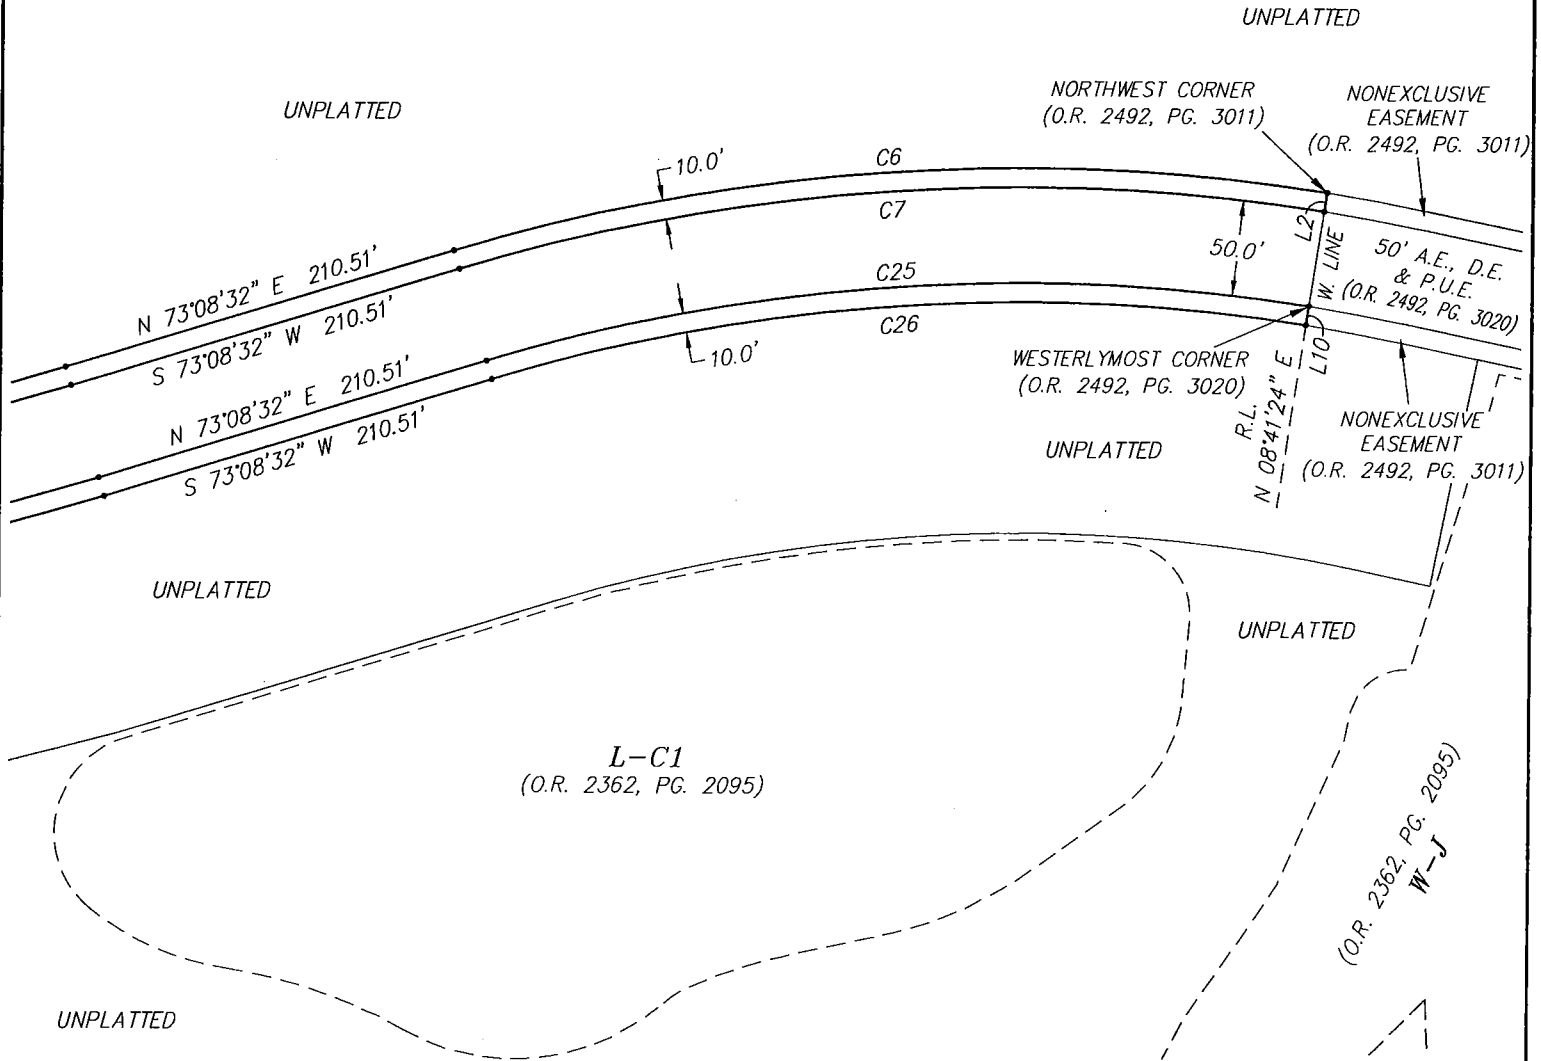 UNPLATTED
UNPLATTED
NORTHWEST CORNER
(O.R. 2492, PG. 3011)
NONEXCLUSIVE
EASEMENT
(O.R. 2492, PG. 3011)
10.0'
C6
C7
L2
W. LINE
50.0'
50' A.E., D.E.
& P.U.E.
(O.R. 2492, PG. 3020)
N 73°08'32" E 210.51'
S 73°08'32" W 210.51'
C25
C26
10.0'
N 73°08'32" E 210.51'
S 73°08'32" W 210.51'
WESTERLYMOST CORNER
(O.R. 2492, PG. 3020)
L10
R.L.
N 08°41'24" E
NONEXCLUSIVE
EASEMENT
(O.R. 2492, PG. 3011)
UNPLATTED
UNPLATTED
UNPLATTED
L-C1
(O.R. 2362, PG. 2095)
(O.R. 2362, PG. 2095)
W-J
UNPLATTED